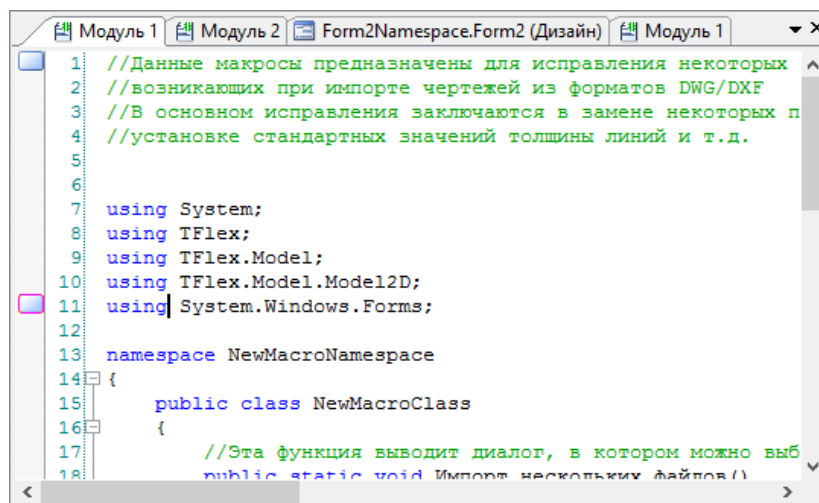 Модуль 1 Модуль 2 Form2Namespace.Form2 (Дизайн) Модуль 1
1 //Данные макросы предназначены для исправления некоторых
2 //возникающих при импорте чертежей из форматов DWG/DXF
3 //В основном исправления заключаются в замене некоторых п
4 //установке стандартных значений толщины линий и т.д.
5
6
7 using System;
8 using TFlex;
9 using TFlex.Model;
10 using TFlex.Model.Model2D;
11 using System.Windows.Forms;
12
13 namespace NewMacroNamespace
14 {
15 public class NewMacroClass
16 {
17 //Эта функция выводит диалог, в котором можно выб
18 public static void Импорт_нескольких_файлов()